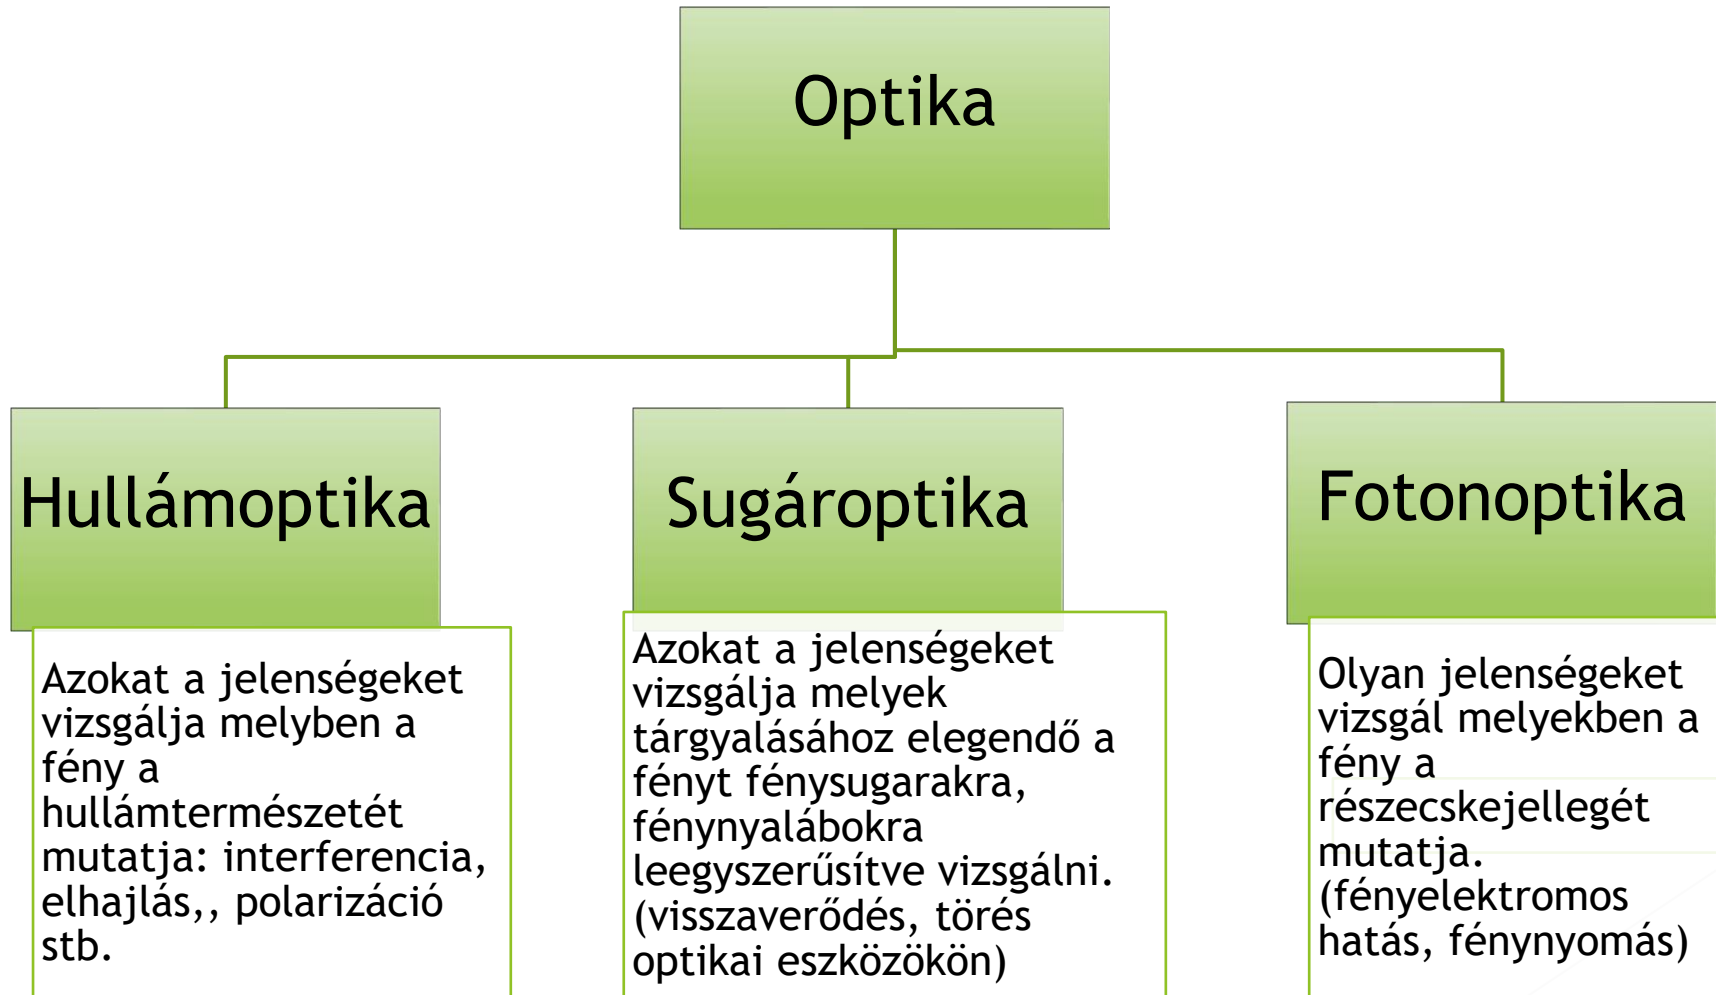 Optika
Hullámoptika
Azokat a jelenségeket
vizsgálja melyben a
fény a
hullámtermészetét
mutatja: interferencia,
elhajlás,, polarizáció
stb.
Sugároptika
Azokat a jelenségeket
vizsgálja melyek
tárgyalásához elegendő a
fényt fénysugarakra,
fénynyalábokra
leegyszerűsítve vizsgálni.
(visszaverődés, törés
optikai eszközökön)
Fotonoptika
Olyan jelenségeket
vizsgál melyekben a
fény a
részecskejellegét
mutatja.
(fényelektromos
hatás, fénynyomás)